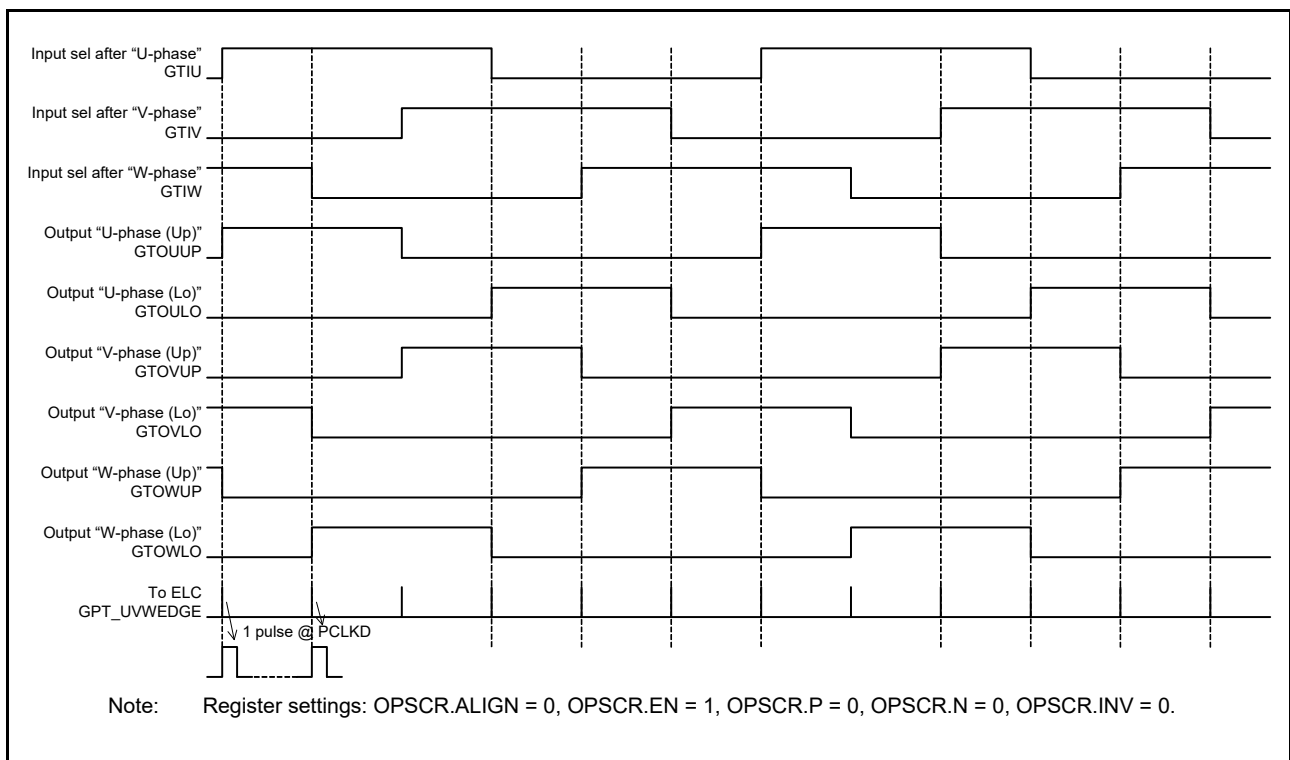 Input sel after “U-phase”
GTIU
Input sel after “V-phase”
GTIV
Input sel after “W-phase”
GTIW
Output “U-phase (Up)”
GTOUUP
Output “U-phase (Lo)”
GTOULO
Output “V-phase (Up)”
GTOVUP
Output “V-phase (Lo)”
GTOVLO
Output “W-phase (Up)”
GTOWUP
Output “W-phase (Lo)”
GTOWLO
To ELC
GPT_UVWEDGE
1 pulse @ PCLKD
Note: Register settings: OPSCR.ALIGN = 0, OPSCR.EN = 1, OPSCR.P = 0, OPSCR.N = 0, OPSCR.INV = 0.